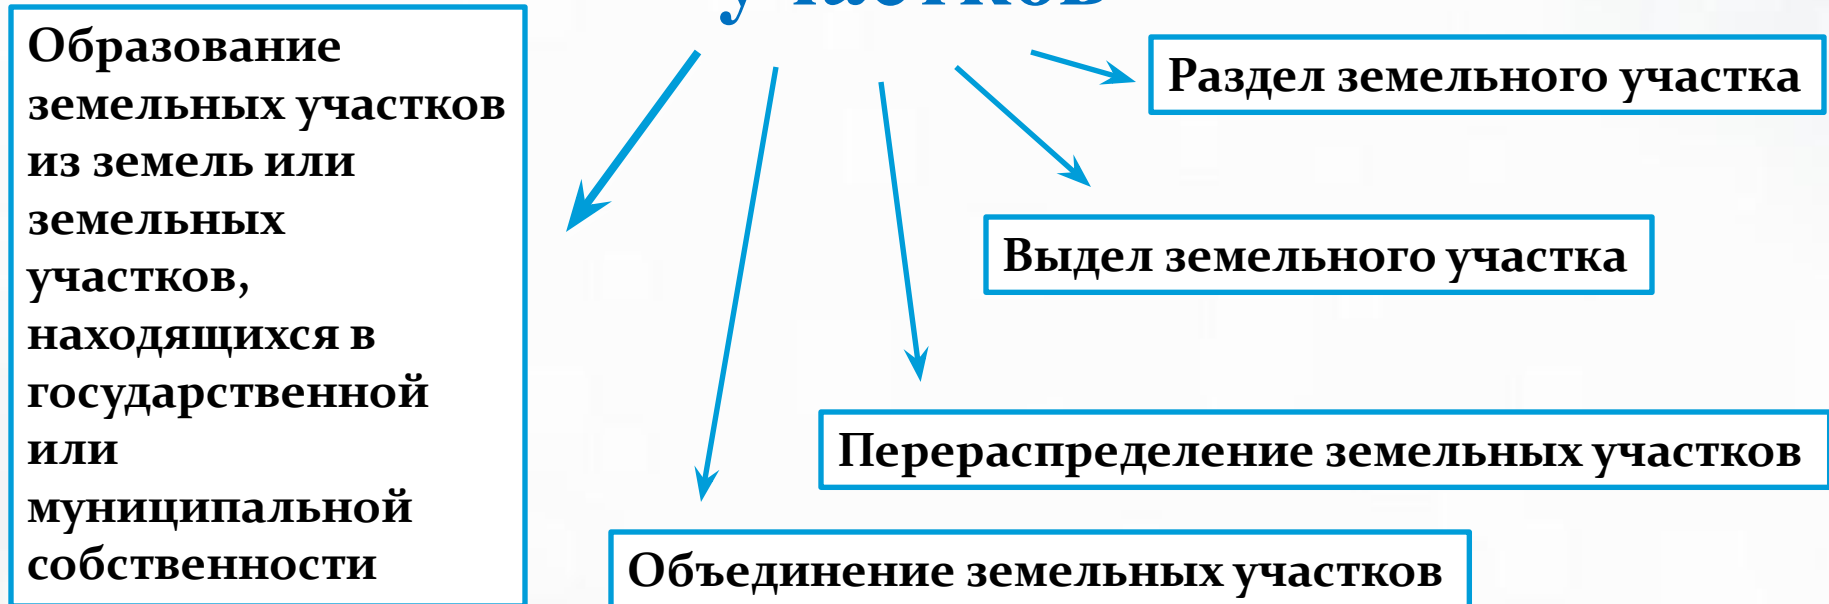 участков
Образование
земельных участков
из земель или
земельных
участков,
находящихся в
государственной
или
муниципальной
собственности
Раздел земельного участка
Выдел земельного участка
Перераспределение земельных участков
Объединение земельных участков